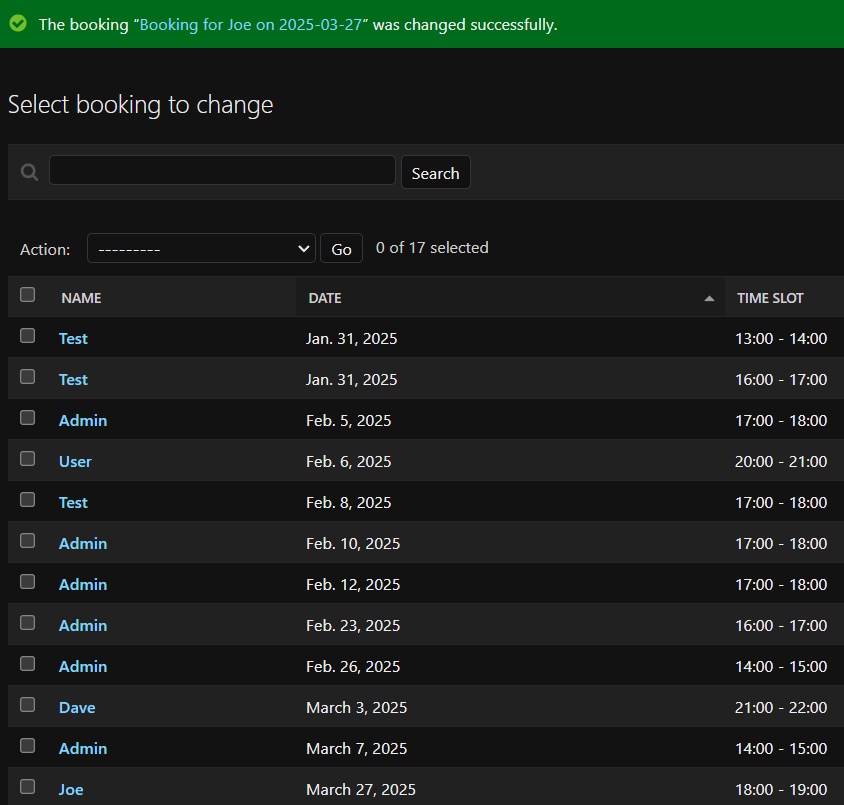 The booking “Booking for Joe on 2025-03-27” was changed successfully.
Select booking to change
Search
Action: --------- Go 0 of 17 selected
NAME DATE TIME SLOT
Test Jan. 31, 2025 13:00 - 14:00
Test Jan. 31, 2025 16:00 - 17:00
Admin Feb. 5, 2025 17:00 - 18:00
User Feb. 6, 2025 20:00 - 21:00
Test Feb. 8, 2025 17:00 - 18:00
Admin Feb. 10, 2025 17:00 - 18:00
Admin Feb. 12, 2025 17:00 - 18:00
Admin Feb. 23, 2025 16:00 - 17:00
Admin Feb. 26, 2025 14:00 - 15:00
Dave March 3, 2025 21:00 - 22:00
Admin March 7, 2025 14:00 - 15:00
Joe March 27, 2025 18:00 - 19:00